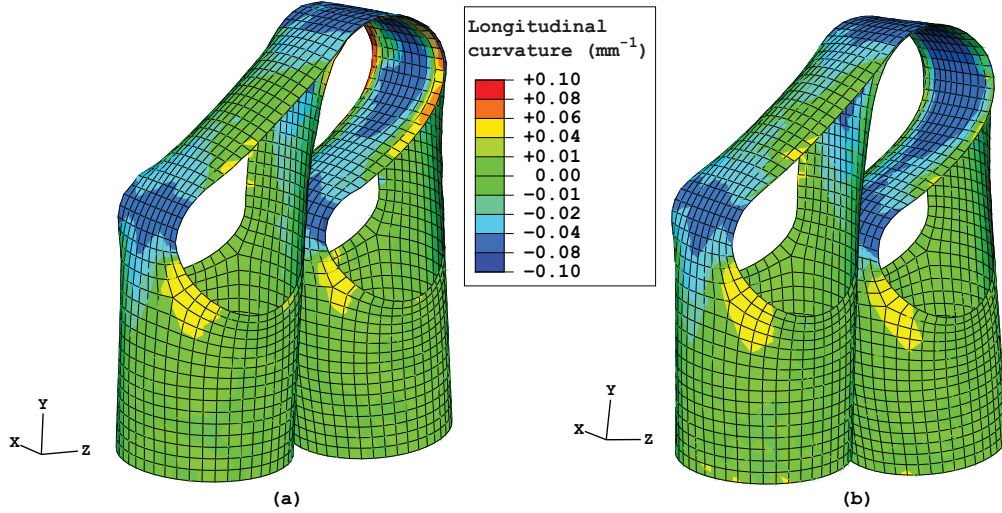 Longitudinal
curvature (mm⁻¹)
+0.10
+0.08
+0.06
+0.04
+0.01
0.00
−0.01
−0.02
−0.04
−0.08
−0.10
Y
X
Z
Y
X
Z
(a)
(b)